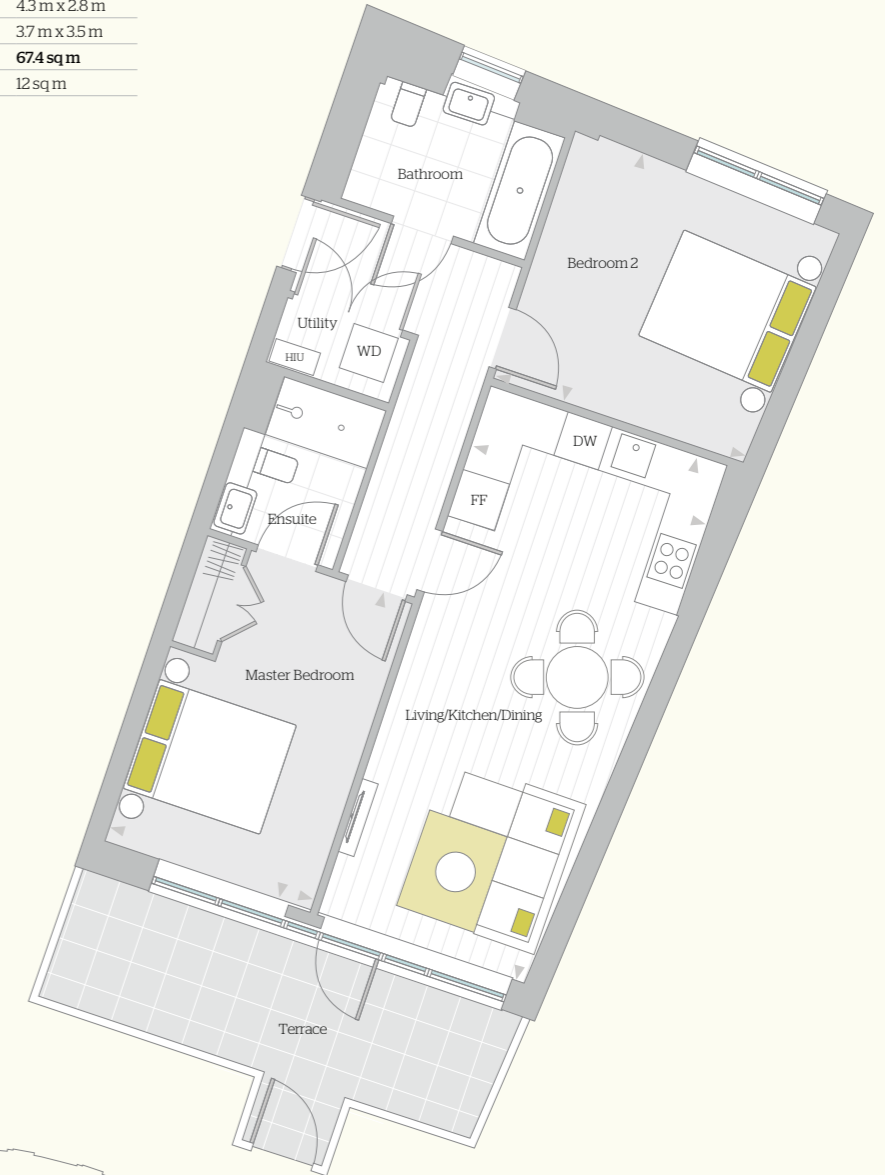 4.3 m x 2.8 m
3.7 m x 3.5 m
67.4 sq m
12 sq m
Bathroom
Bedroom 2
Utility
HIU
WD
DW
FF
Ensuite
Master Bedroom
Living/Kitchen/Dining
Terrace